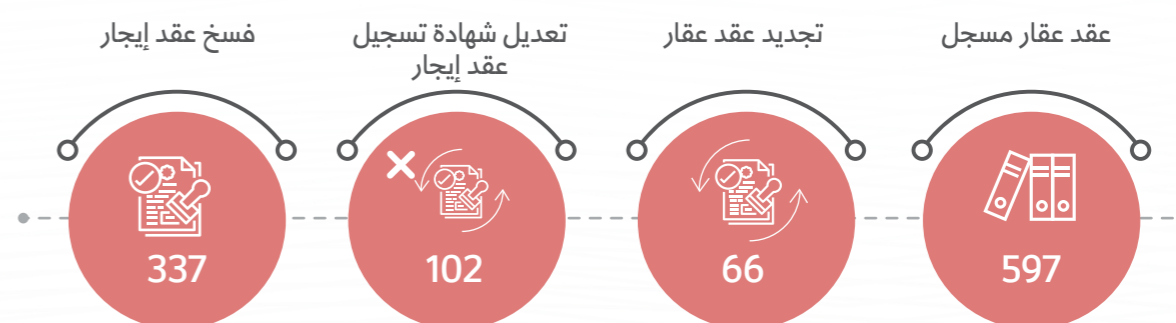 عقد عقار مسجل
597
تجديد عقد عقار
66
تعديل شهادة تسجيل
عقد إيجار
102
فسخ عقد إيجار
337